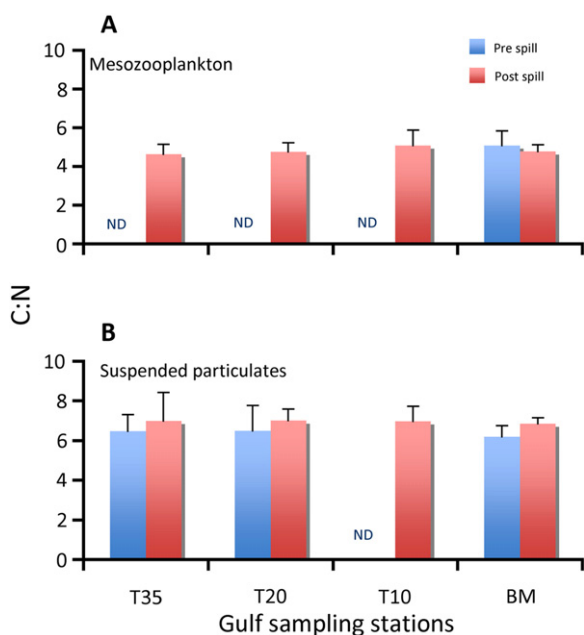 A
Mesozooplankton
Pre spill
Post spill
10
8
6
4
2
0
ND
ND
ND
C:N
B
Suspended particulates
10
8
6
4
2
0
ND
T35
T20
T10
BM
Gulf sampling stations